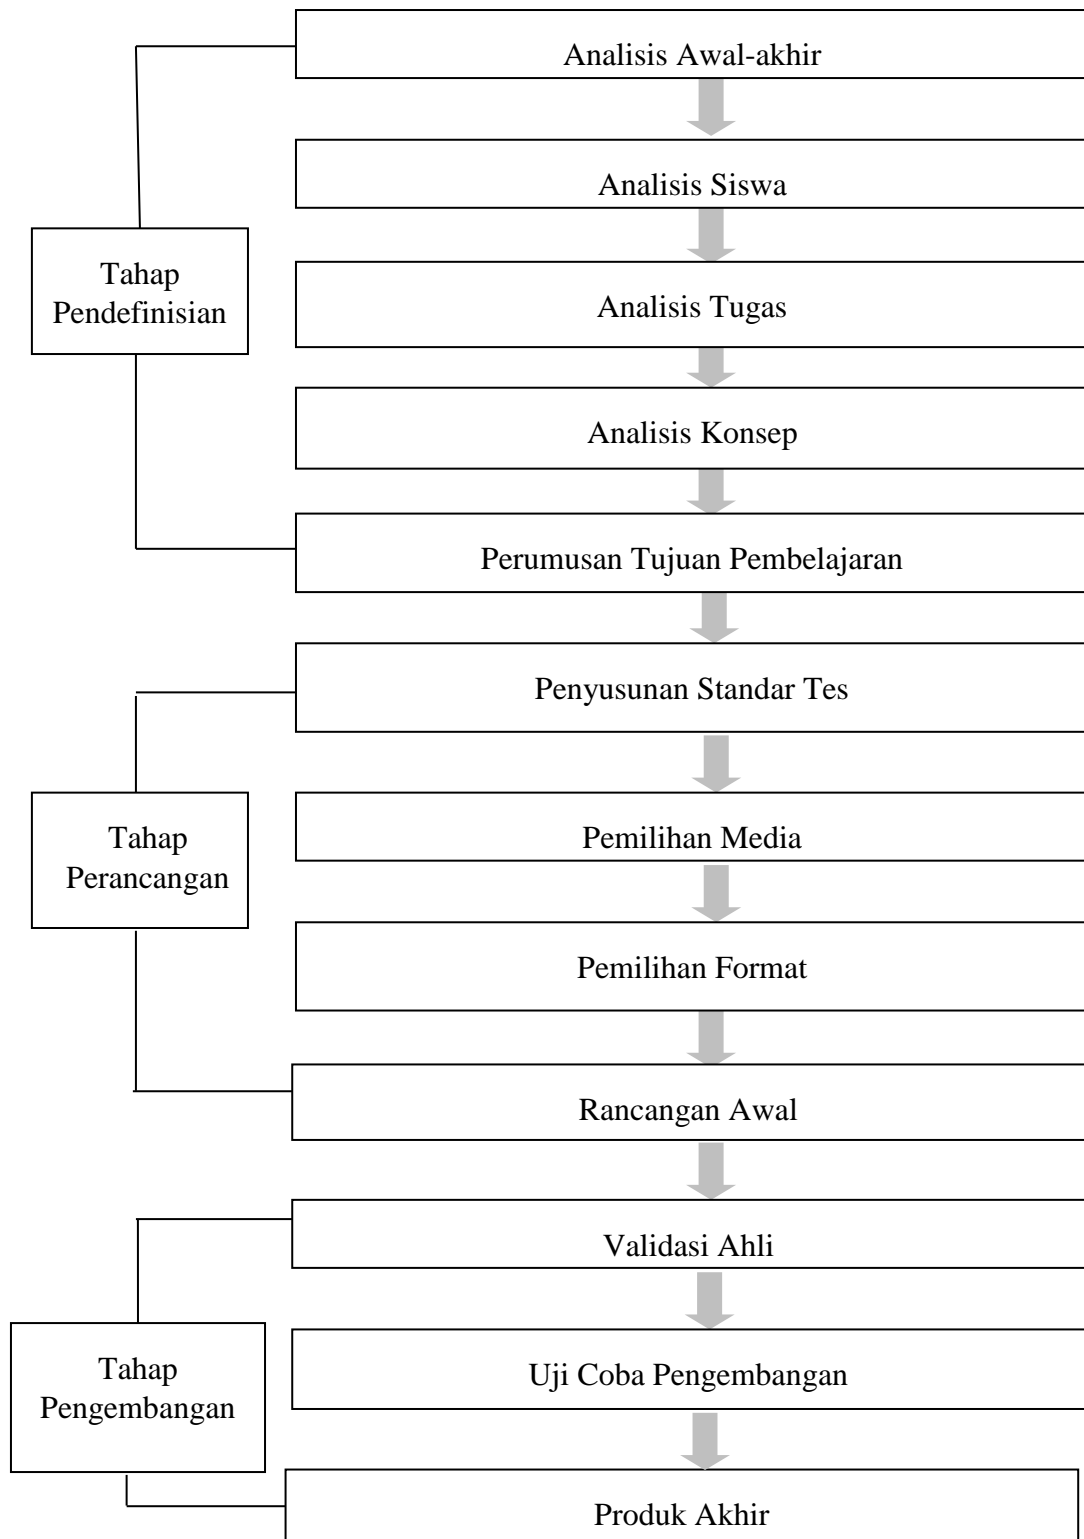 Analisis Awal-akhir
Analisis Siswa
Tahap
Pendefinisian
Analisis Tugas
Analisis Konsep
Perumusan Tujuan Pembelajaran
Penyusunan Standar Tes
Tahap
Perancangan
Pemilihan Media
Pemilihan Format
Rancangan Awal
Validasi Ahli
Tahap
Pengembangan
Uji Coba Pengembangan
Produk Akhir